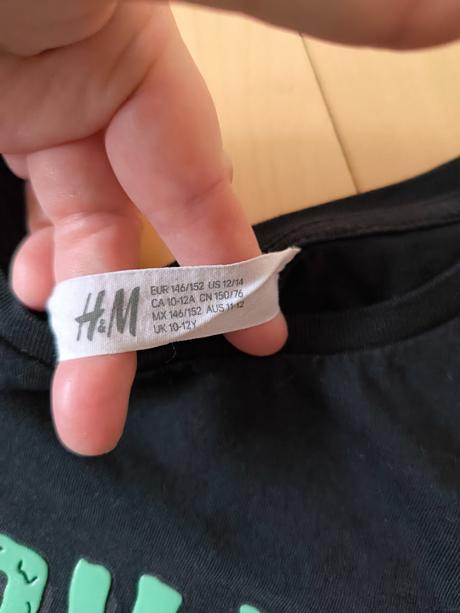 H&M
EUR 146/152 US 12/14
CA 10-12A CN 150/76
MX 146/152 AUS 11-12
UK 10-12Y